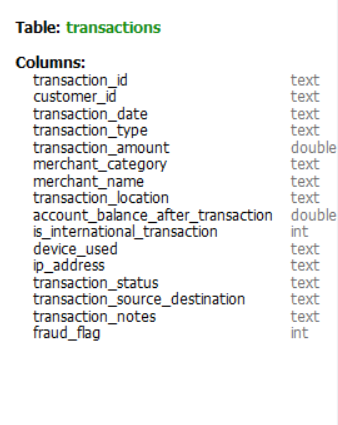 Table: transactions
Columns:
transaction_id text
customer_id text
transaction_date text
transaction_type text
transaction_amount double
merchant_category text
merchant_name text
transaction_location text
account_balance_after_transaction double
is_international_transaction int
device_used text
ip_address text
transaction_status text
transaction_source_destination text
transaction_notes text
fraud_flag int